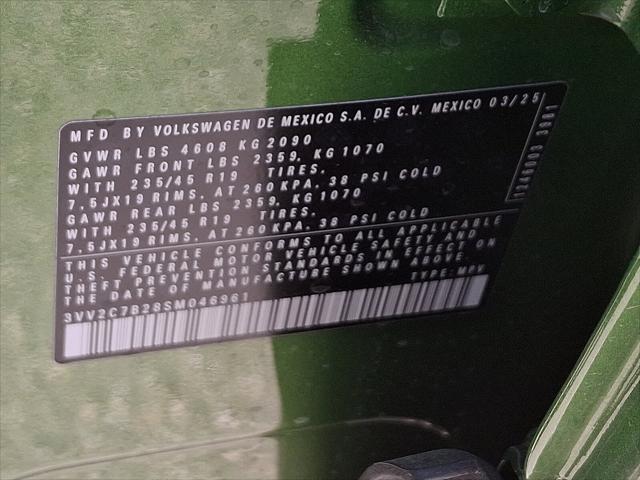 MFD BY VOLKSWAGEN DE MEXICO S.A. DE C.V. MEXICO 03/25
GVWR LBS 4608 KG 2090
GAWR FRONT LBS 2359. KG 1070
WITH 235/45 R19 TIRES.
7,5JX19 RIMS. AT 260KPA. 38 PSI COLD
GAWR REAR LBS 2359. KG 1070
WITH 235/45 R19 TIRES.
7,5JX19 RIMS. AT 260KPA. 38 PSI COLD
THIS VEHICLE CONFORMS TO ALL APPLICABLE
U.S. FEDERAL MOTOR VEHICLE SAFETY AND
THEFT PREVENTION STANDARDS IN EFFECT ON
THE DATE OF MANUFACTURE SHOWN ABOVE.
TYPE: MPV
3VV2C7B28SM046961